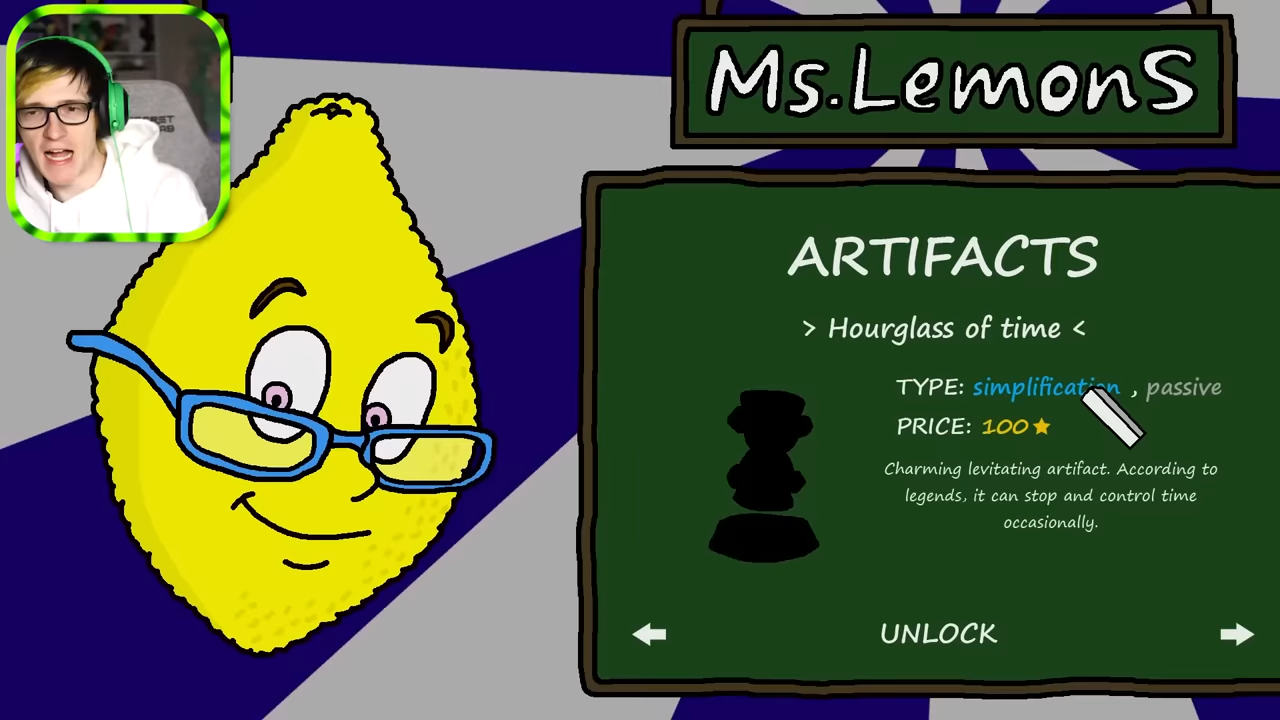 Ms.LemonS
ARTIFACTS
> Hourglass of time <
TYPE: simplification , passive
PRICE: 100★
Charming levitating artifact. According to
legends, it can stop and control time
occasionally.
UNLOCK